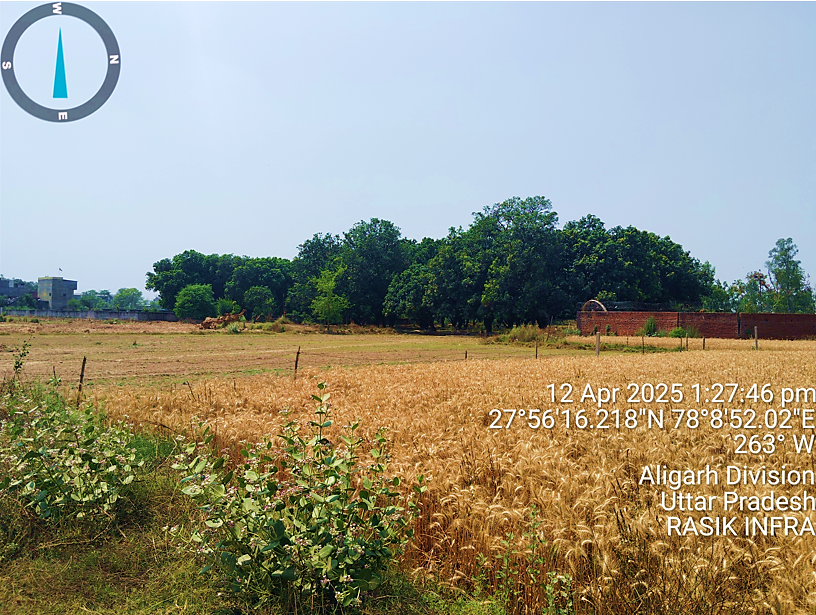 W
S N
E
12 Apr 2025 1:27:46 pm
27°56'16.218"N 78°8'52.02"E
263° W
Aligarh Division
Uttar Pradesh
RASIK INFRA